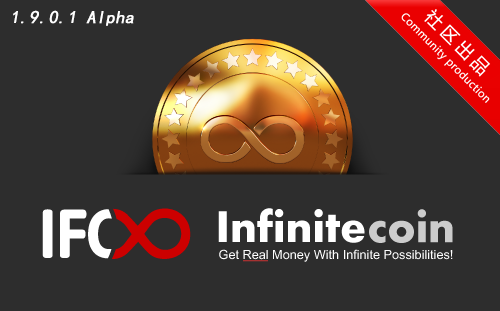 1.9.0.1 Alpha
社区出品
Community production
IFC
Infinitecoin
Get Real Money With Infinite Possibilities!